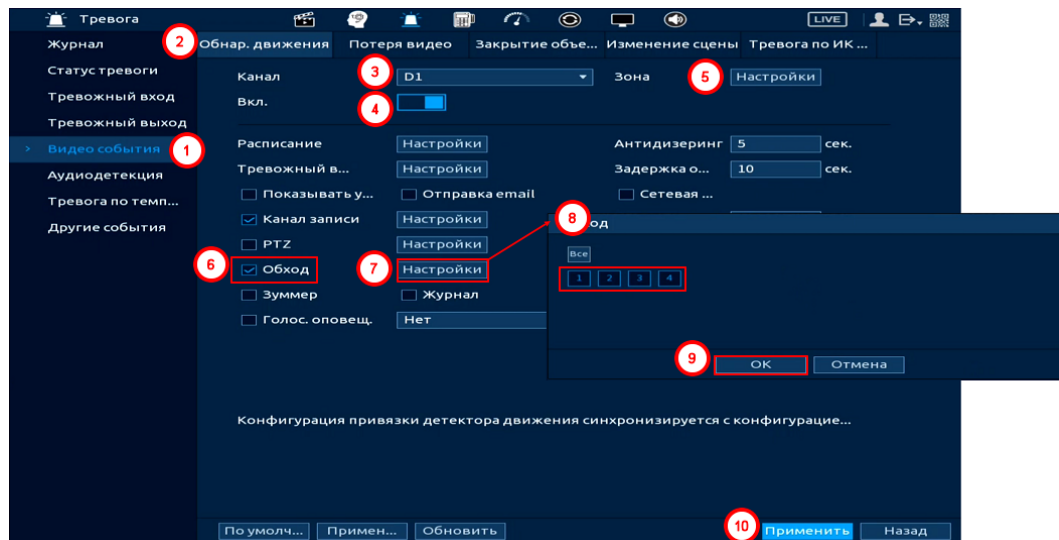 Тревога
LIVE
Журнал
2
Обнар. движения
Потеря видео
Закрытие объе...
Изменение сцены
Тревога по ИК ...
Статус тревоги
Канал
3
D1
Зона
5
Настройки
Тревожный вход
Вкл.
4
Тревожный выход
Видео события
1
Расписание
Настройки
Антидизеринг
5
сек.
Аудиодетекция
Тревожный в...
Настройки
Задержка о...
10
сек.
Тревога по темп...
Показывать у...
Отправка email
Сетевая ...
Другие события
Канал записи
Настройки
8
од
PTZ
Настройки
Все
6
Обход
7
Настройки
1
2
3
4
Зуммер
Журнал
Голос. оповещ.
Нет
9
OK
Отмена
Конфигурация привязки детектора движения синхронизируется с конфигурацие...
По умолч...
Примен...
Обновить
10
Применить
Назад